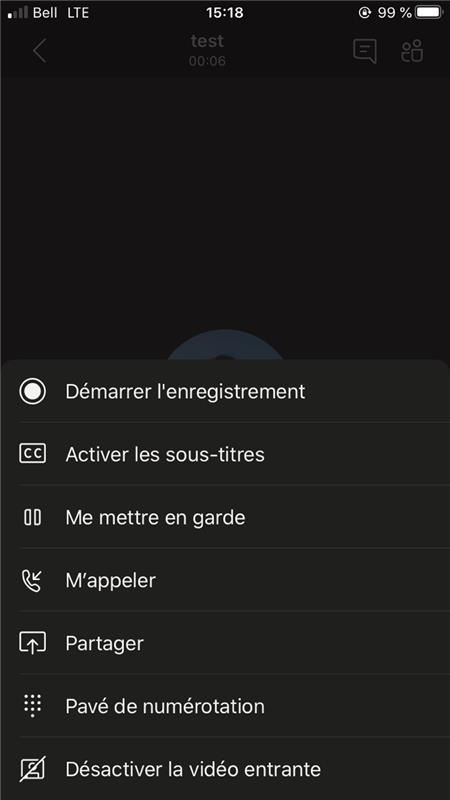 Bell LTE 15:18 99 %
test
00:06
Démarrer l'enregistrement
CC Activer les sous-titres
Me mettre en garde
M’appeler
Partager
Pavé de numérotation
Désactiver la vidéo entrante